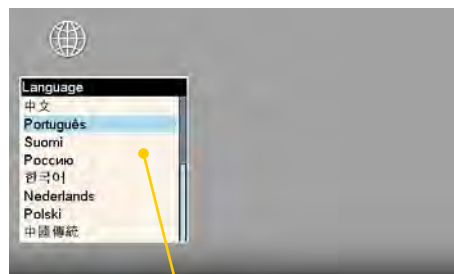 Language
中文
Português
Suomi
Россию
한국어
Nederlands
Polski
中國傳統